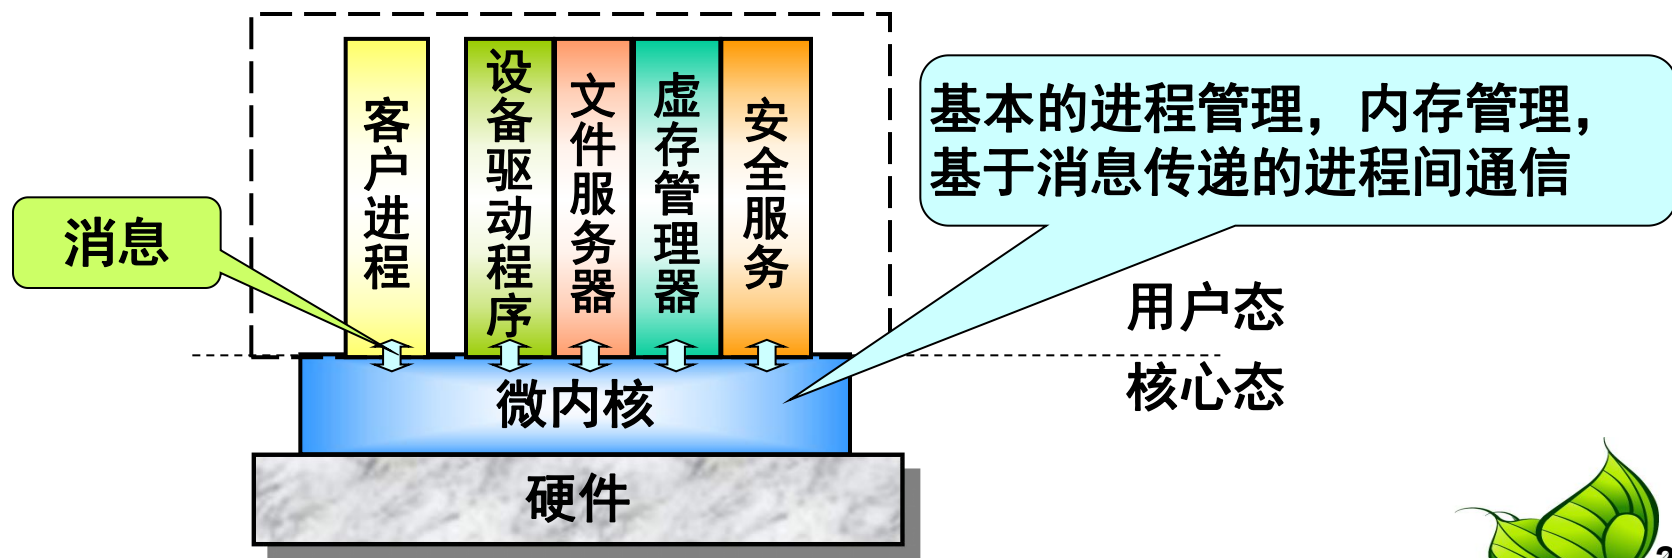 客户进程
设备驱动程序
文件服务器
虚存管理器
安全服务
基本的进程管理，内存管理，
基于消息传递的进程间通信
消息
用户态
核心态
微内核
硬件